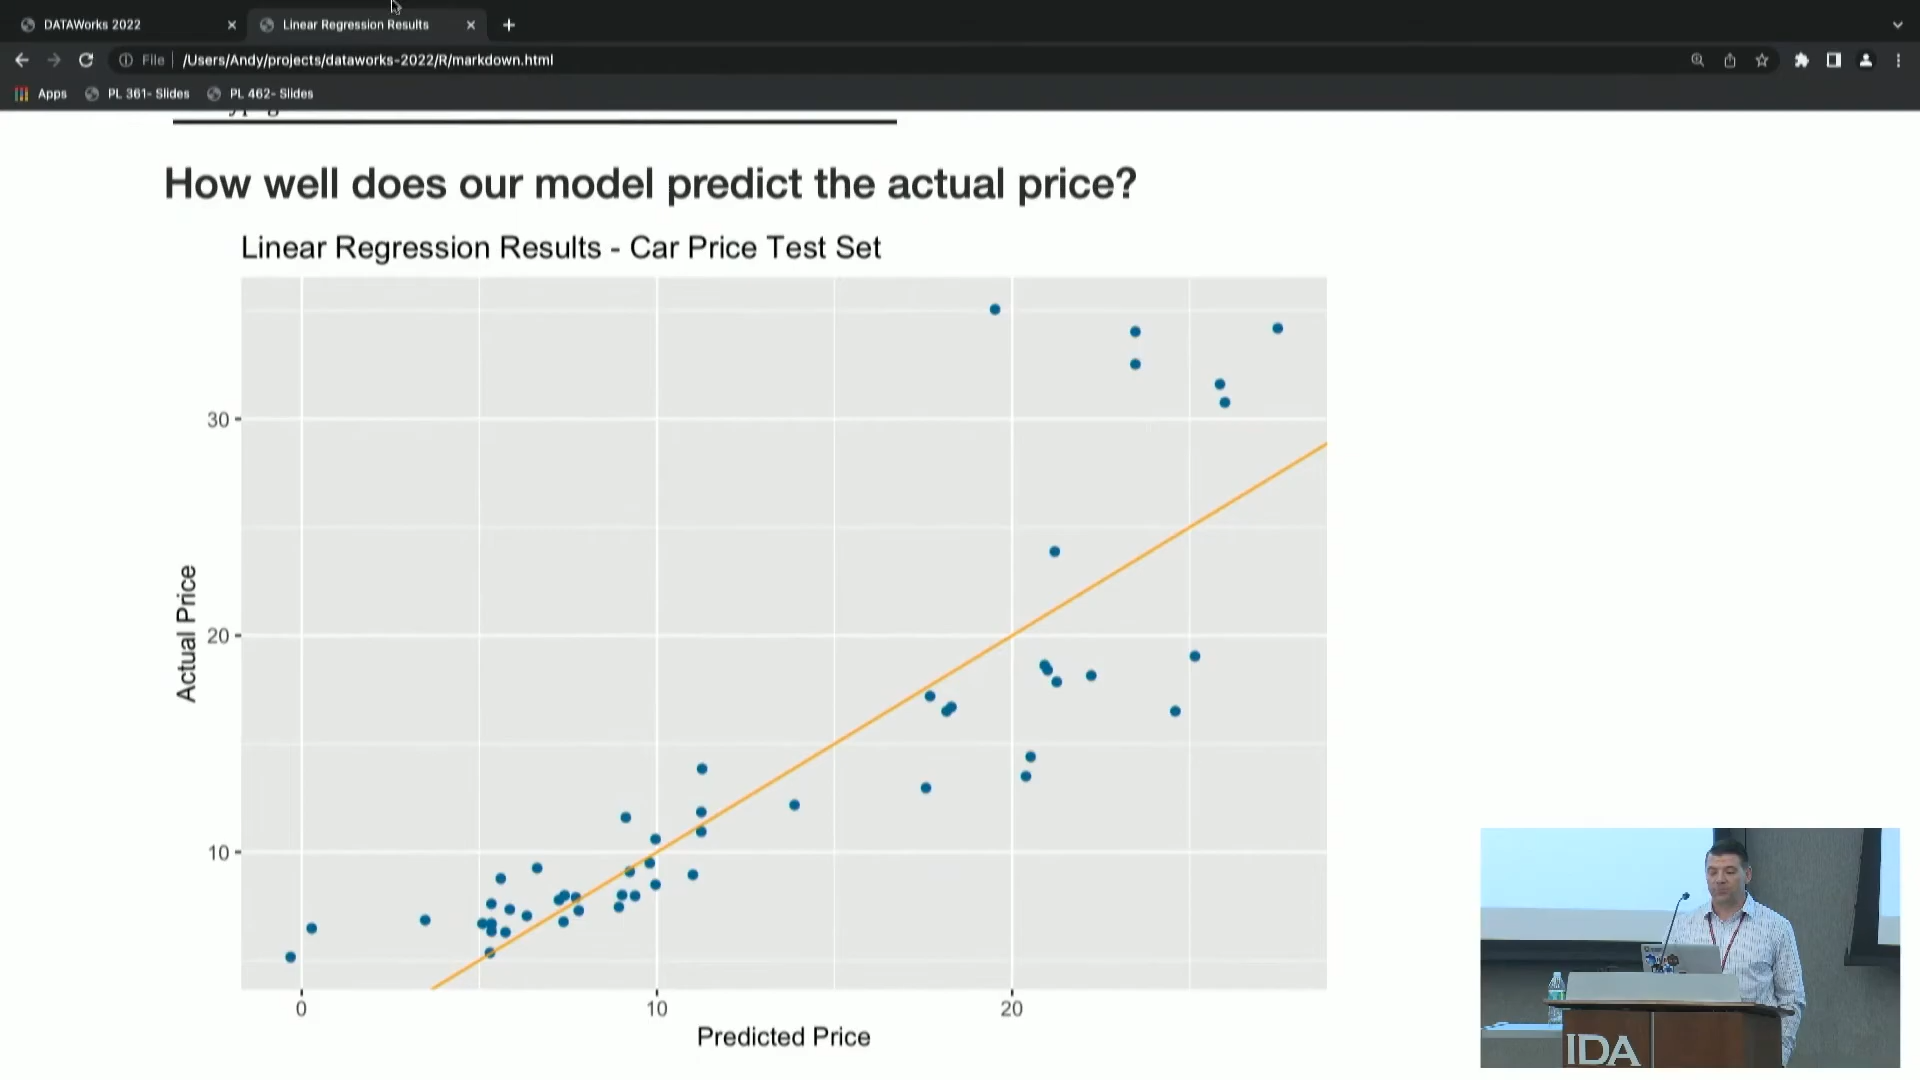 DATAWorks 2022
Linear Regression Results
File
/Users/Andy/projects/dataworks-2022/R/markdown.html
Apps
PL 361- Slides
PL 462- Slides
How well does our model predict the actual price?
Linear Regression Results - Car Price Test Set
30
20
10
Actual Price
0
10
20
Predicted Price
IDA